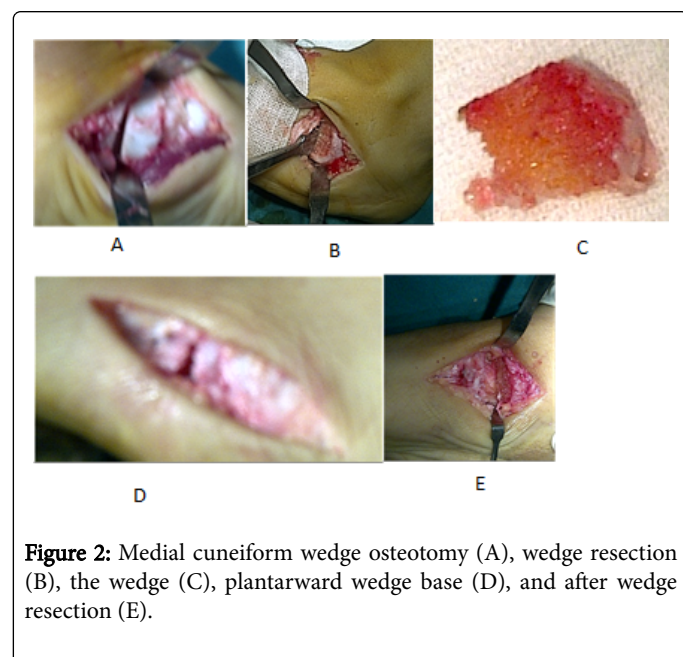 A
B
C
D
E
Figure 2: Medial cuneiform wedge osteotomy (A), wedge resection
(B), the wedge (C), plantarward wedge base (D), and after wedge
resection (E).